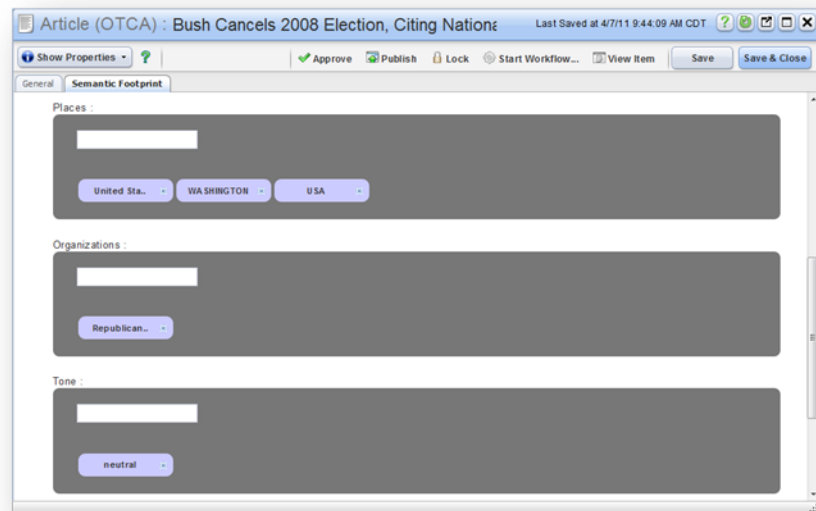 Article (OTCA) : Bush Cancels 2008 Election, Citing Nationa Last Saved at 4/7/11 9:44:09 AM CDT
Show Properties Approve Publish Lock Start Workflow... View Item Save Save & Close
General Semantic Footprint
Places :
United Sta.. WASHINGTON USA
Organizations :
Republican..
Tone :
neutral